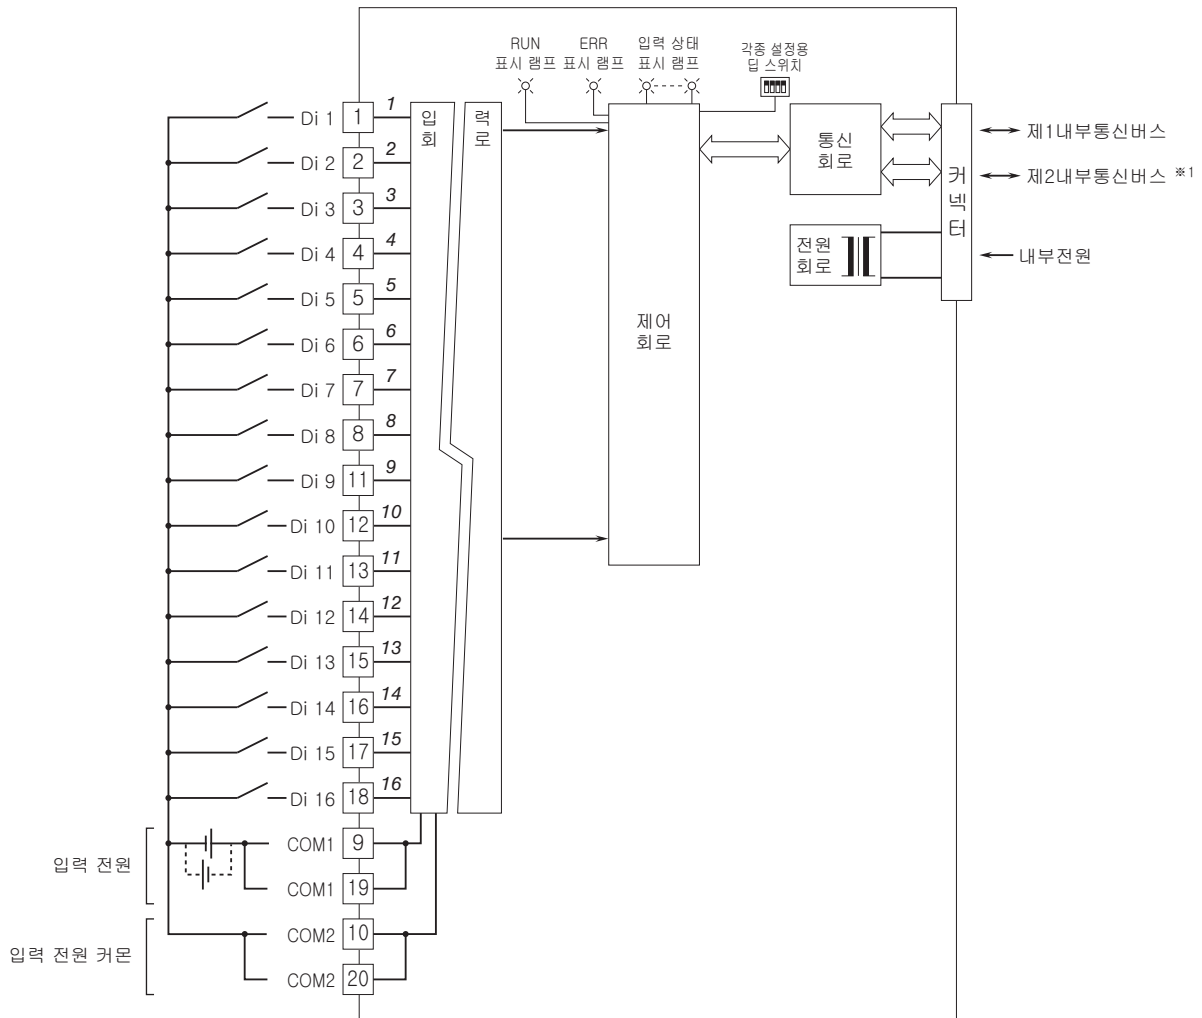 RUN
표시 램프
ERR
표시 램프
입력 상태
표시 램프
각종 설정용
딥 스위치
Di 1 1 1
Di 2 2 2
Di 3 3 3
Di 4 4 4
Di 5 5 5
Di 6 6 6
Di 7 7 7
Di 8 8 8
Di 9 11 9
Di 10 12 10
Di 11 13 11
Di 12 14 12
Di 13 15 13
Di 14 16 14
Di 15 17 15
Di 16 18 16
입력
회로
제어
회로
통신
회로
전원
회로
커넥터
제1내부통신버스
제2내부통신버스 ※1
내부전원
입력 전원
COM1 9
COM1 19
입력 전원 커몬
COM2 10
COM2 20